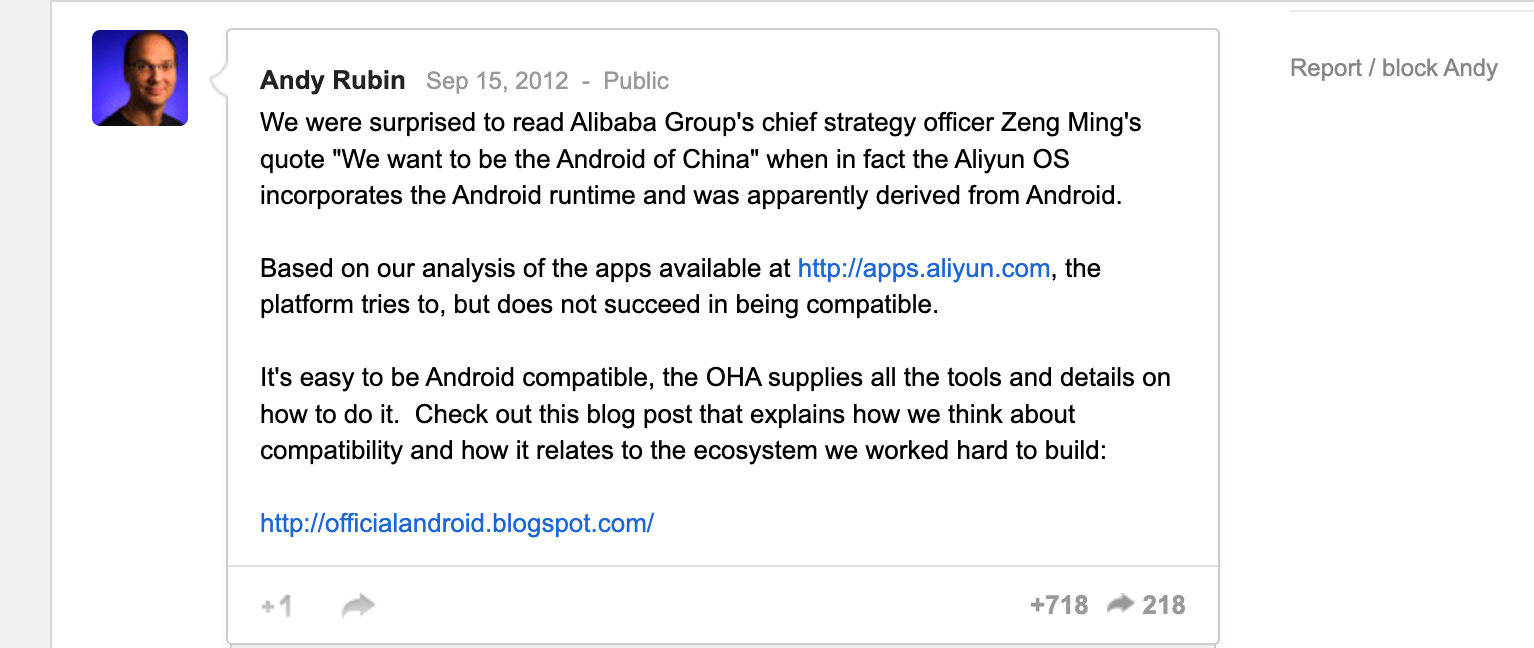 Andy Rubin Sep 15, 2012 - Public
Report / block Andy
We were surprised to read Alibaba Group's chief strategy officer Zeng Ming's
quote "We want to be the Android of China" when in fact the Aliyun OS
incorporates the Android runtime and was apparently derived from Android.
Based on our analysis of the apps available at http://apps.aliyun.com, the
platform tries to, but does not succeed in being compatible.
It's easy to be Android compatible, the OHA supplies all the tools and details on
how to do it.  Check out this blog post that explains how we think about
compatibility and how it relates to the ecosystem we worked hard to build:
http://officialandroid.blogspot.com/
+1 +718 218